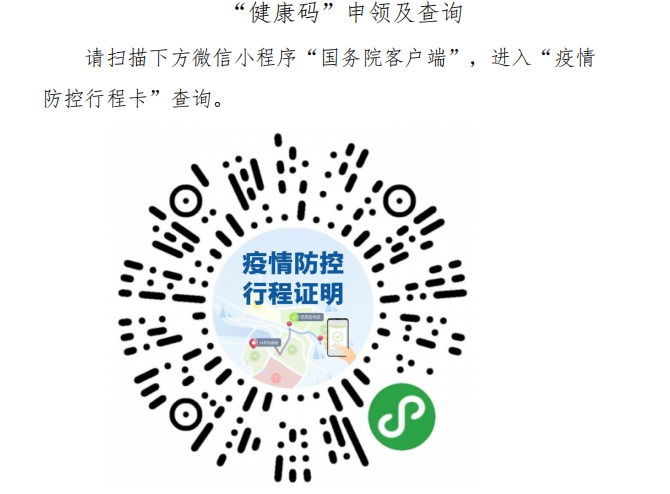 “健康码”申领及查询
请扫描下方微信小程序“国务院客户端”，进入“疫情
防控行程卡”查询。
疫情防控
行程证明